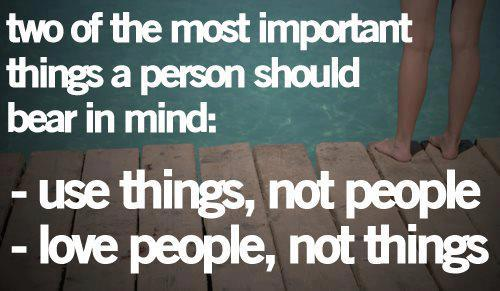 two of the most important
things a person should
bear in mind:
- use things, not people
- love people, not things